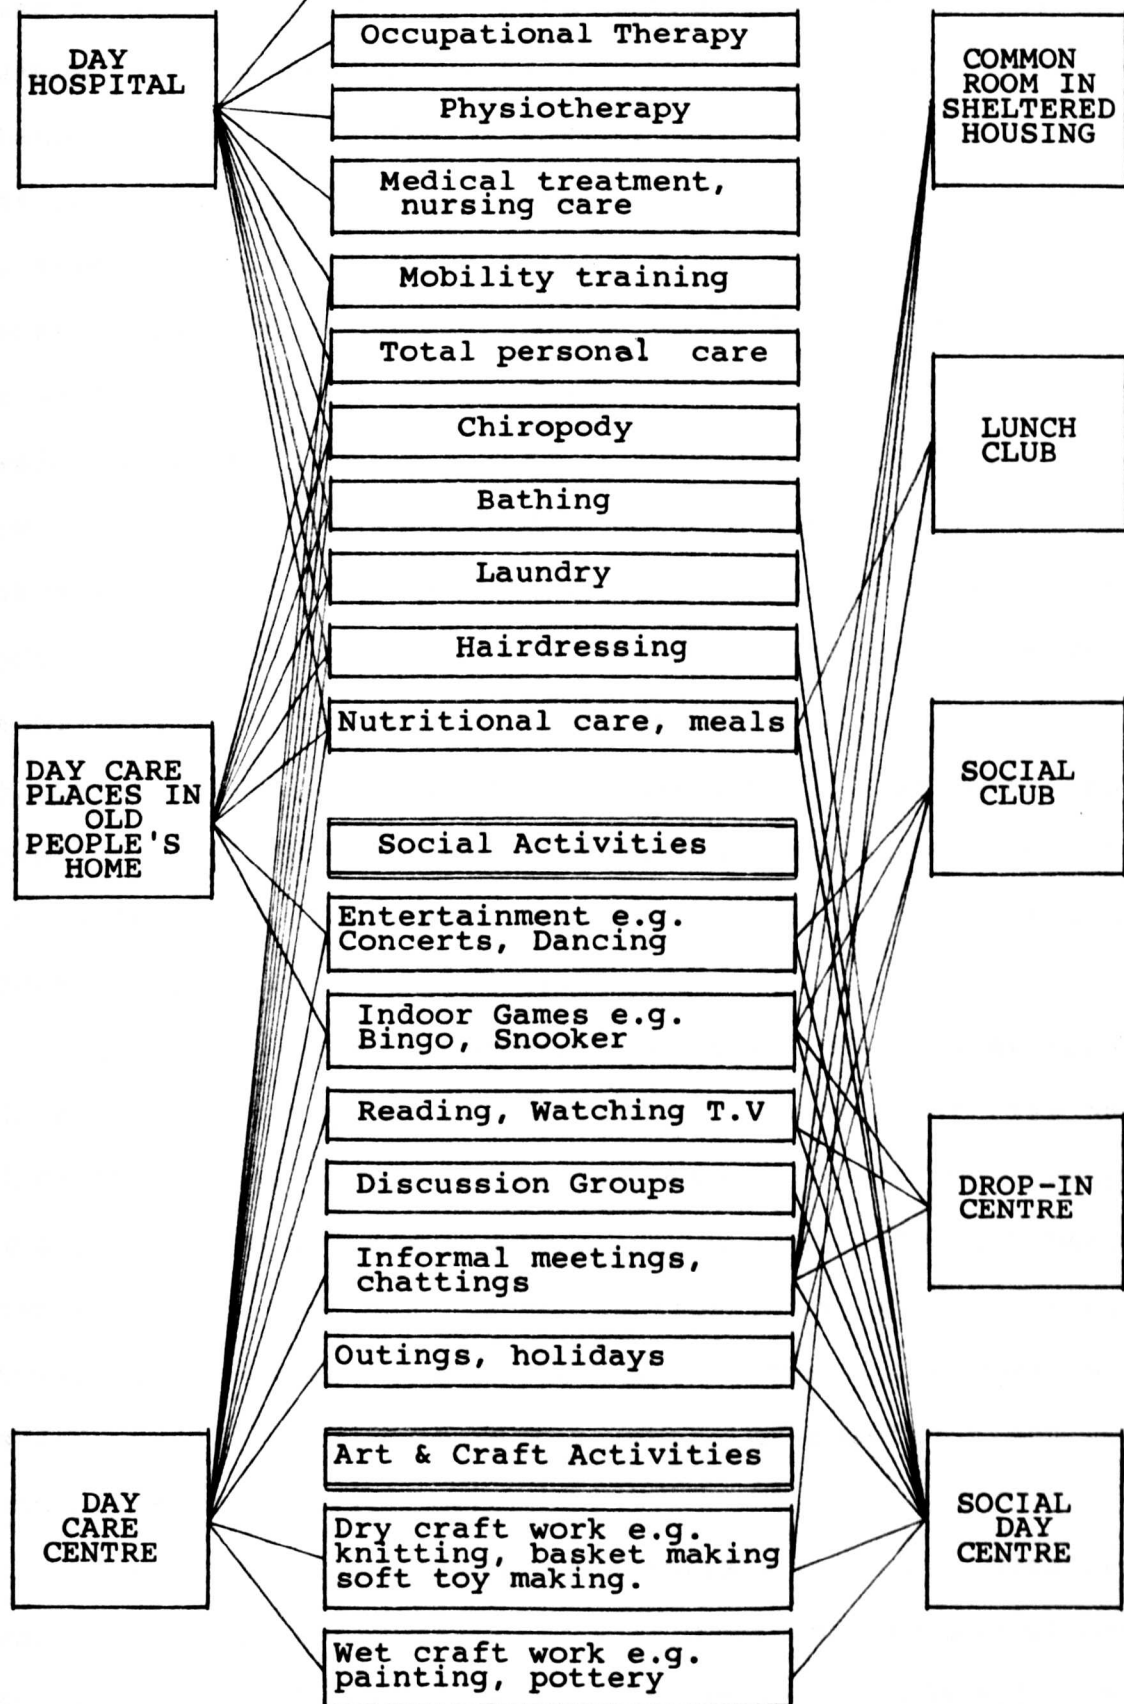 DAY
HOSPITAL
Occupational Therapy
Physiotherapy
Medical treatment,
nursing care
Mobility training
Total personal care
Chiropody
Bathing
Laundry
Hairdressing
Nutritional care, meals
DAY CARE
PLACES IN
OLD
PEOPLE'S
HOME
Social Activities
Entertainment e.g.
Concerts, Dancing
Indoor Games e.g.
Bingo, Snooker
Reading, Watching T.V
Discussion Groups
Informal meetings,
chattings
Outings, holidays
DAY
CARE
CENTRE
Art & Craft Activities
Dry craft work e.g.
knitting, basket making
soft toy making.
Wet craft work e.g.
painting, pottery
COMMON
ROOM IN
SHELTERED
HOUSING
LUNCH
CLUB
SOCIAL
CLUB
DROP-IN
CENTRE
SOCIAL
DAY
CENTRE